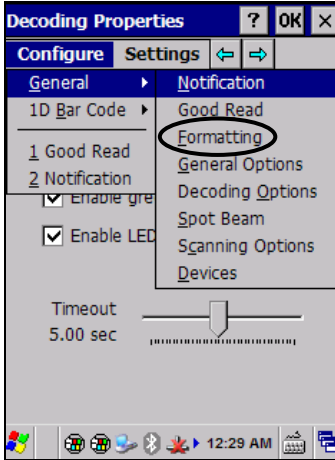 Decoding Properties ? OK ×
Configure Settings
General Notification
1D Bar Code Good Read
Formatting
1 Good Read General Options
2 Notification Decoding Options
Enable gre Spot Beam
Enable LED Scanning Options
Devices
Timeout
5.00 sec
12:29 AM